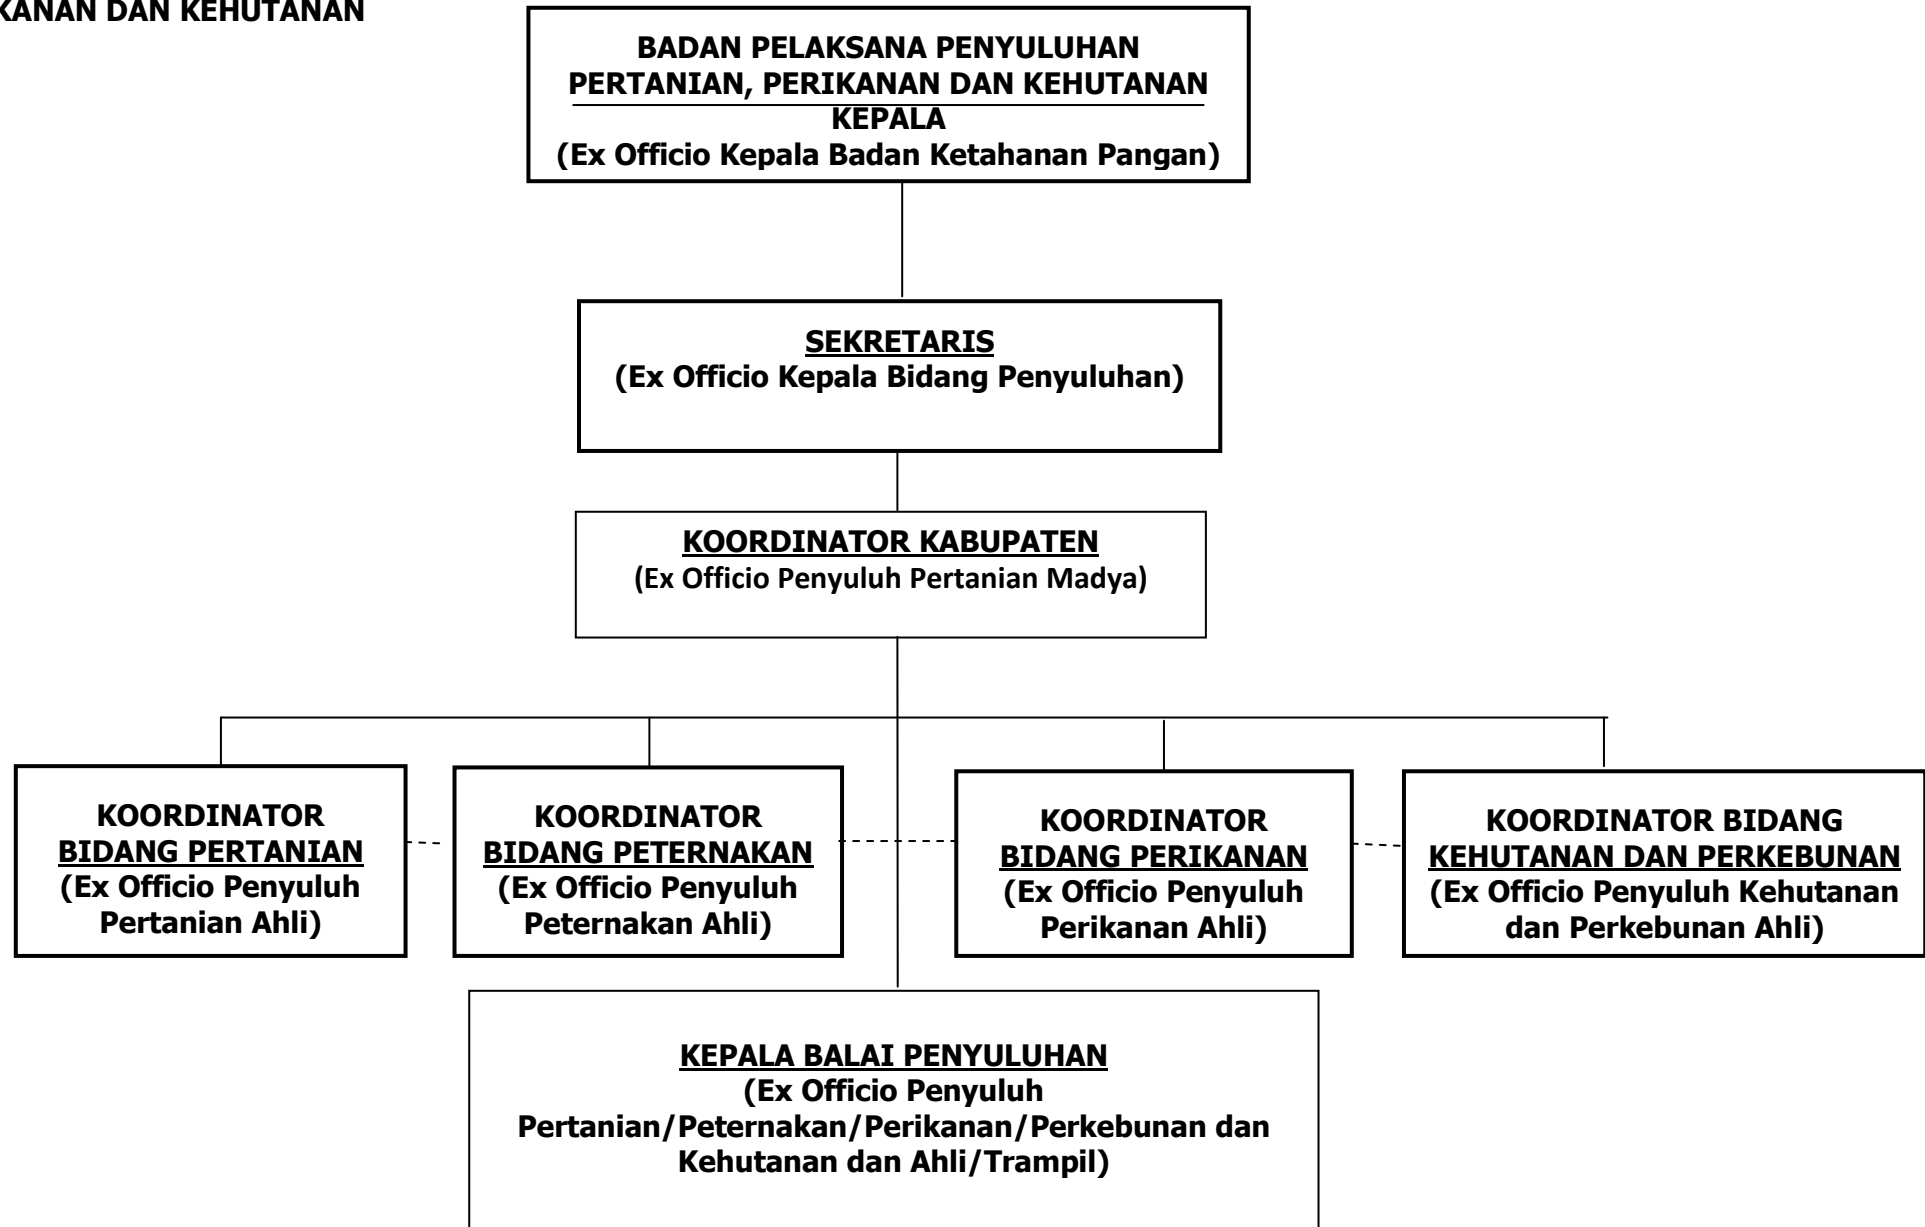 KANAN DAN KEHUTANAN
BADAN PELAKSANA PENYULUHAN
PERTANIAN, PERIKANAN DAN KEHUTANAN
KEPALA
(Ex Officio Kepala Badan Ketahanan Pangan)
SEKRETARIS
(Ex Officio Kepala Bidang Penyuluhan)
KOORDINATOR KABUPATEN
(Ex Officio Penyuluh Pertanian Madya)
KOORDINATOR
BIDANG PERTANIAN
(Ex Officio Penyuluh
Pertanian Ahli)
KOORDINATOR
BIDANG PETERNAKAN
(Ex Officio Penyuluh
Peternakan Ahli)
KOORDINATOR
BIDANG PERIKANAN
(Ex Officio Penyuluh
Perikanan Ahli)
KOORDINATOR BIDANG
KEHUTANAN DAN PERKEBUNAN
(Ex Officio Penyuluh Kehutanan
dan Perkebunan Ahli)
KEPALA BALAI PENYULUHAN
(Ex Officio Penyuluh
Pertanian/Peternakan/Perikanan/Perkebunan dan
Kehutanan dan Ahli/Trampil)